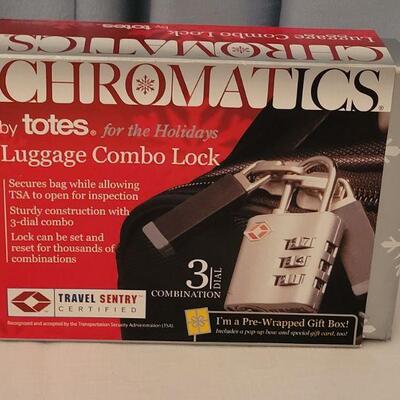 Luggage Combo Lock
by totes®
CHROMATICS
CHROMATICS®
by totes® for the Holidays
Luggage Combo Lock
• Secures bag while allowing
TSA to open for inspection
• Sturdy construction with
3-dial combo
• Lock can be set and
reset for thousands of
combinations
3 DIAL
COMBINATION
TRAVEL SENTRY™
CERTIFIED
Recognized and accepted by the Transportation Security Administration (TSA).
I'm a Pre-Wrapped Gift Box!
Includes a pop-up bow and special gift card, too!